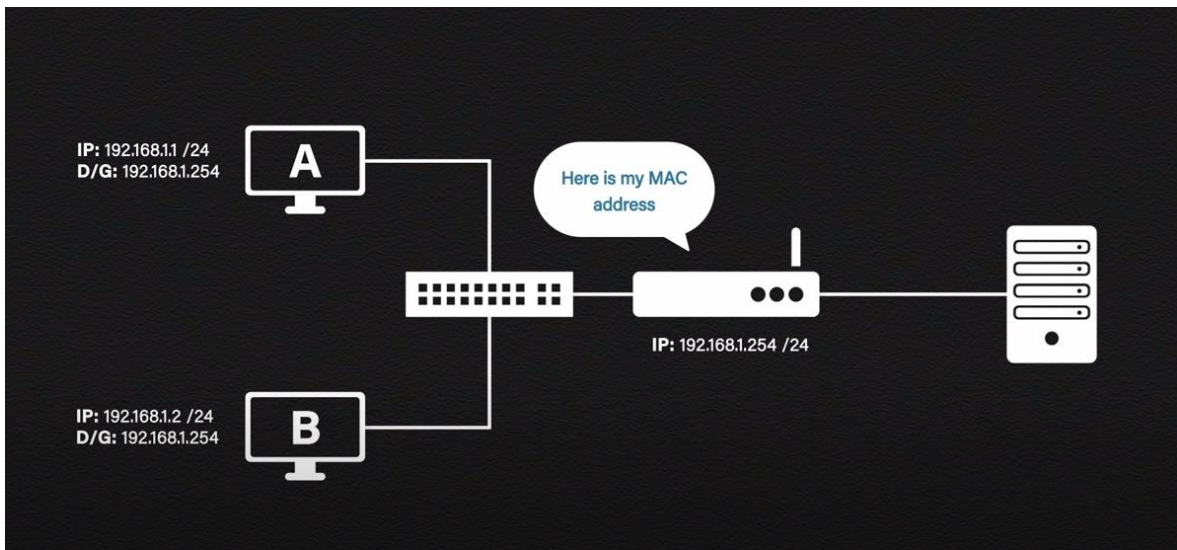 IP: 192.168.1.1 /24
D/G: 192.168.1.254
A
Here is my MAC
address
IP: 192.168.1.254 /24
IP: 192.168.1.2 /24
D/G: 192.168.1.254
B